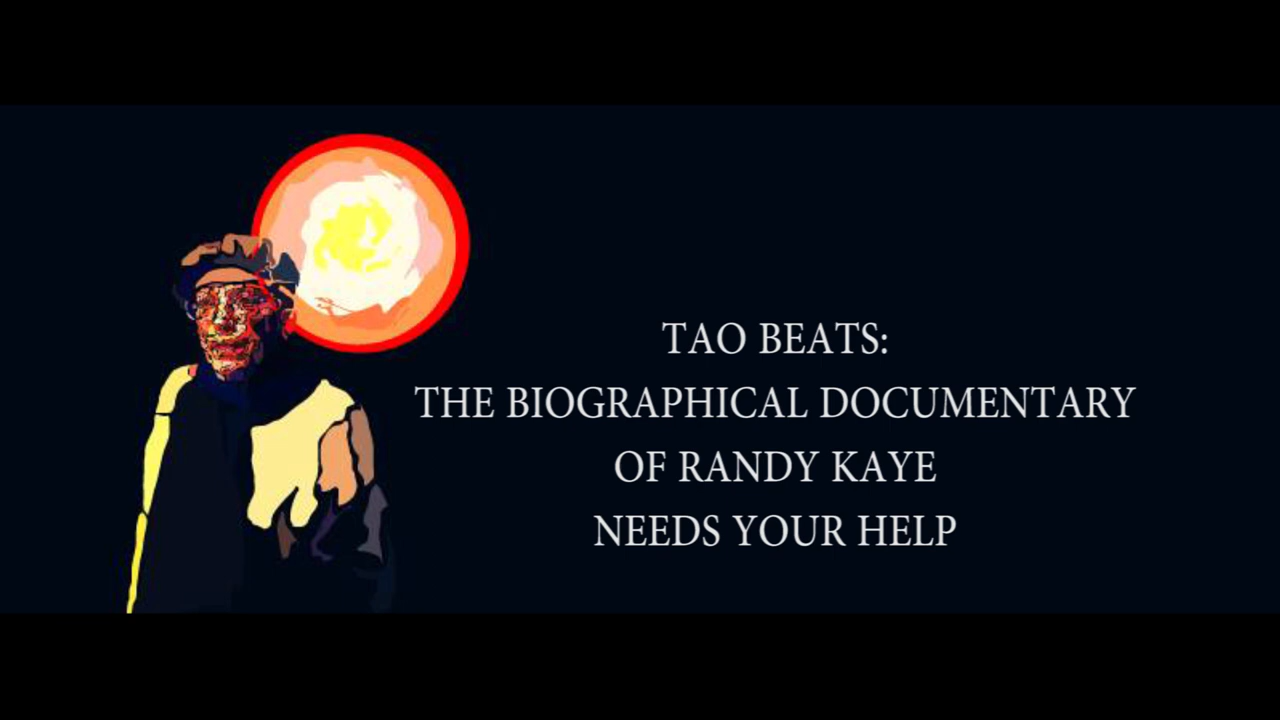 TAO BEATS:
THE BIOGRAPHICAL DOCUMENTARY
OF RANDY KAYE
NEEDS YOUR HELP